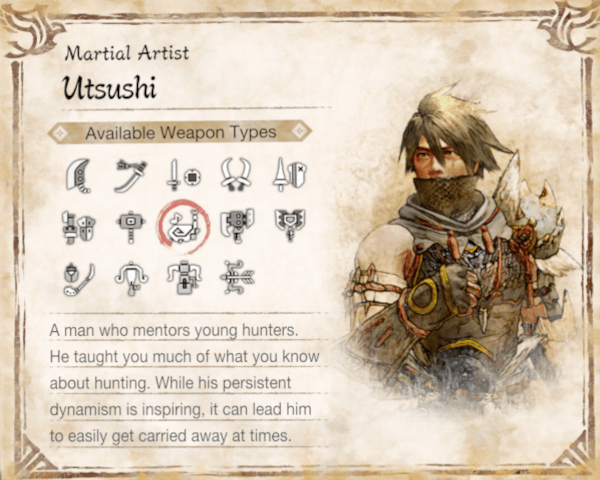 Martial Artist
Utsushi
Available Weapon Types
A man who mentors young hunters.
He taught you much of what you know
about hunting. While his persistent
dynamism is inspiring, it can lead him
to easily get carried away at times.